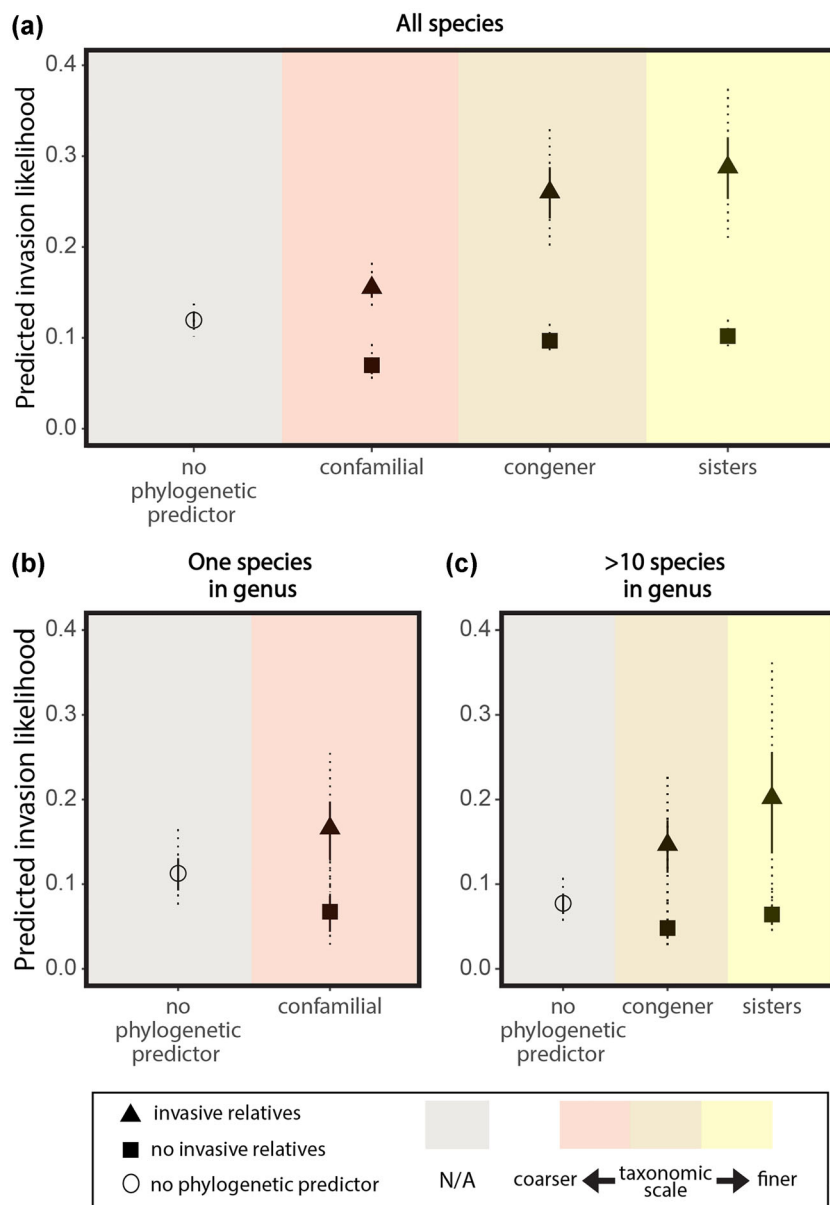 (a)
All species
Predicted invasion likelihood
0.4
0.3
0.2
0.1
0.0
no
phylogenetic
predictor
confamilial
congener
sisters
(b)
One species
in genus
Predicted invasion likelihood
0.4
0.3
0.2
0.1
0.0
no
phylogenetic
predictor
confamilial
(c)
>10 species
in genus
0.4
0.3
0.2
0.1
0.0
no
phylogenetic
predictor
congener
sisters
invasive relatives
no invasive relatives
no phylogenetic predictor
N/A
coarser
taxonomic
scale
finer